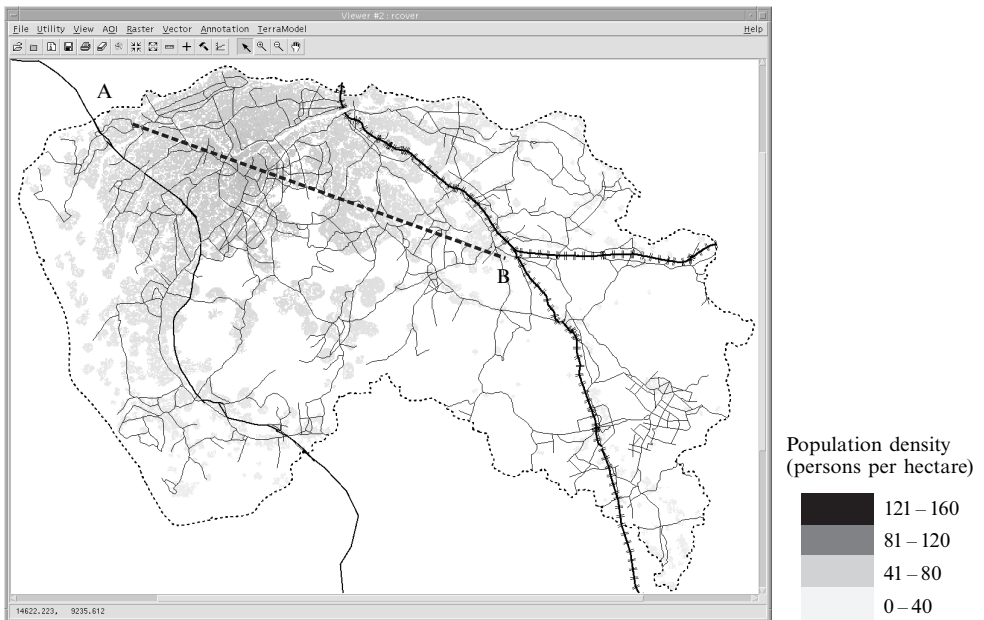 Viewer #2 : rcover
File Utility View AOI Raster Vector Annotation TerraModel Help
A
B
Population density
(persons per hectare)
121 – 160
81 – 120
41 – 80
0 – 40
14622.223, 9235.612